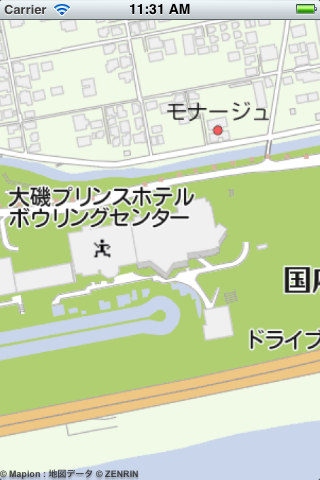 Carrier 11:31 AM
モナージュ
大磯プリンスホテル
ボウリングセンター
国府
ドライブ
© Mapion : 地図データ © ZENRIN